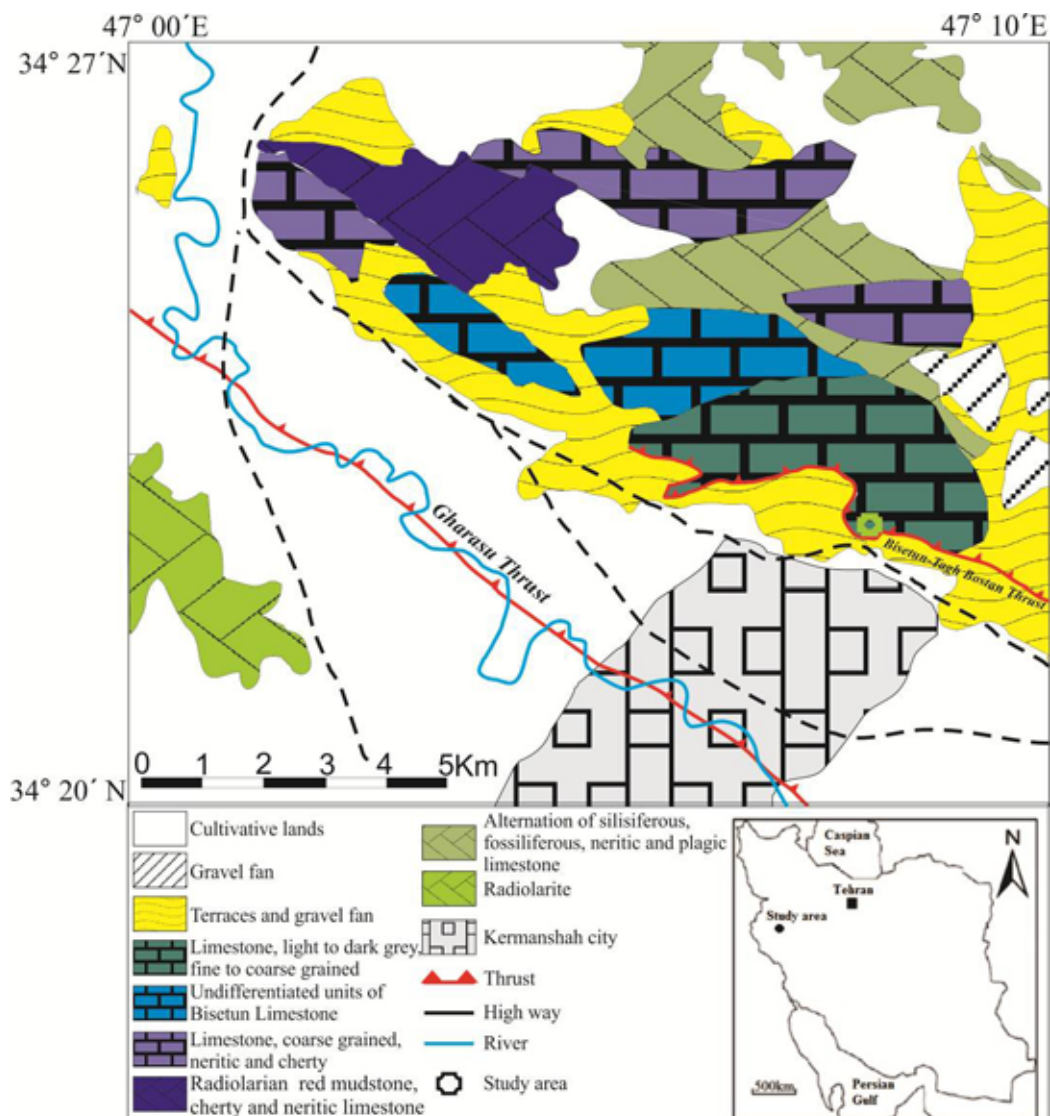 47° 00´E
47° 10´E
34° 27´N
Gharasu Thrust
Bisetun-Tagh Bostan Thrust
0 1 2 3 4 5Km
34° 20´ N
Cultivative lands
Gravel fan
Terraces and gravel fan
Limestone, light to dark grey,
fine to coarse grained
Undifferentiated units of
Bisetun Limestone
Limestone, coarse grained,
neritic and cherty
Radiolarian red mudstone,
cherty and neritic limestone
Alternation of silisiferous,
fossiliferous, neritic and plagic
limestone
Radiolarite
Kermanshah city
Thrust
High way
River
Study area
Caspian
Sea
N
Tehran
Study area
500km
Persian
Gulf